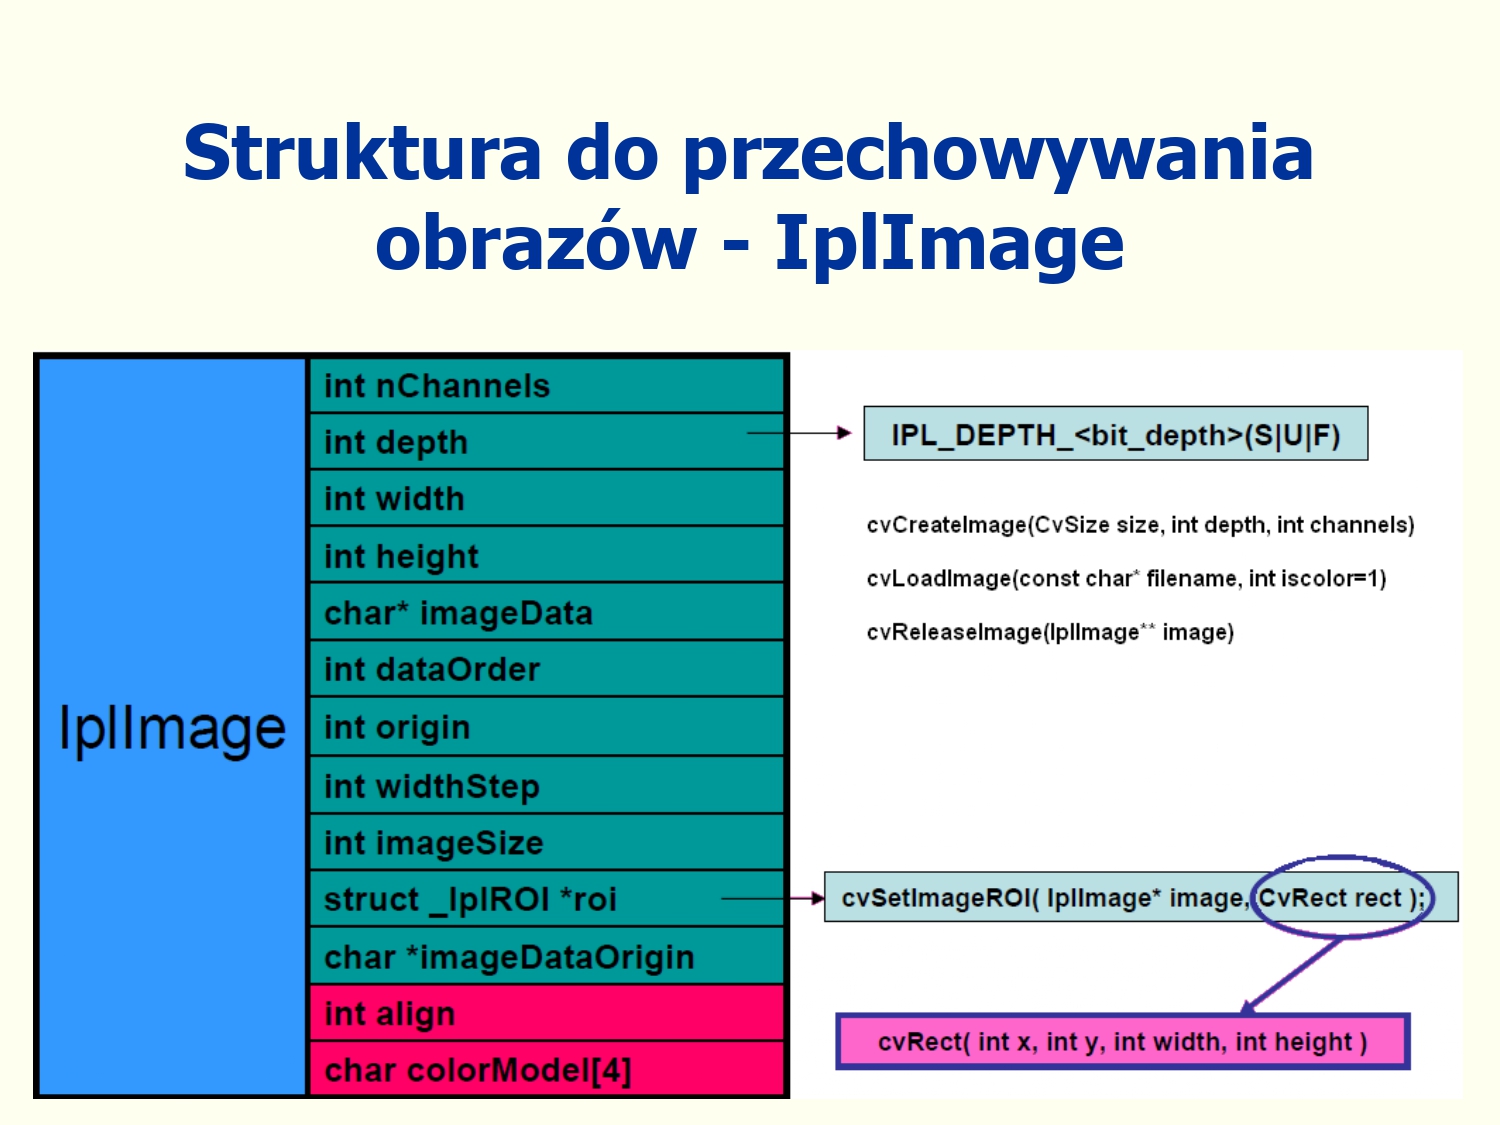 Struktura do przechowywania
obrazów - IplImage
IplImage
int nChannels
int depth
int width
int height
char* imageData
int dataOrder
int origin
int widthStep
int imageSize
struct _IplROI *roi
char *imageDataOrigin
int align
char colorModel[4]
IPL_DEPTH_<bit_depth>(S|U|F)
cvCreateImage(CvSize size, int depth, int channels)
cvLoadImage(const char* filename, int iscolor=1)
cvReleaseImage(IplImage** image)
cvSetImageROI( IplImage* image, CvRect rect );
cvRect( int x, int y, int width, int height )